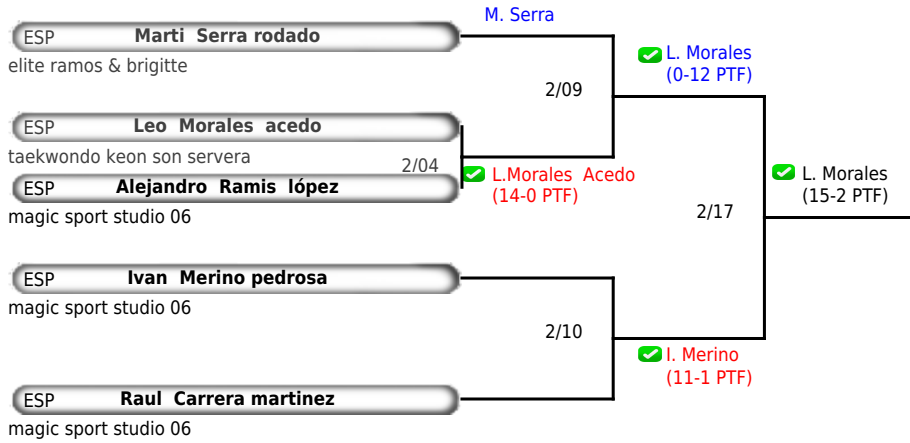 M. Serra
ESP Marti Serra rodado
elite ramos & brigitte
L. Morales
(0-12 PTF)
2/09
ESP Leo Morales acedo
taekwondo keon son servera
2/04
L.Morales Acedo
(14-0 PTF)
ESP Alejandro Ramis lópez
magic sport studio 06
L. Morales
(15-2 PTF)
2/17
ESP Ivan Merino pedrosa
magic sport studio 06
2/10
I. Merino
(11-1 PTF)
ESP Raul Carrera martinez
magic sport studio 06